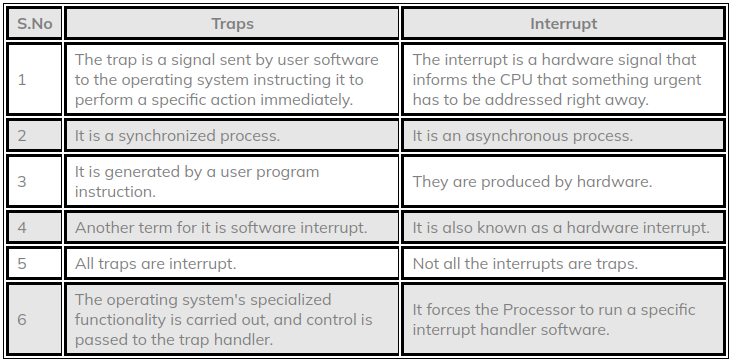 S.No Traps Interrupt
1 The trap is a signal sent by user software to the operating system instructing it to perform a specific action immediately. The interrupt is a hardware signal that informs the CPU that something urgent has to be addressed right away.
2 It is a synchronized process. It is an asynchronous process.
3 It is generated by a user program instruction. They are produced by hardware.
4 Another term for it is software interrupt. It is also known as a hardware interrupt.
5 All traps are interrupt. Not all the interrupts are traps.
6 The operating system's specialized functionality is carried out, and control is passed to the trap handler. It forces the Processor to run a specific interrupt handler software.